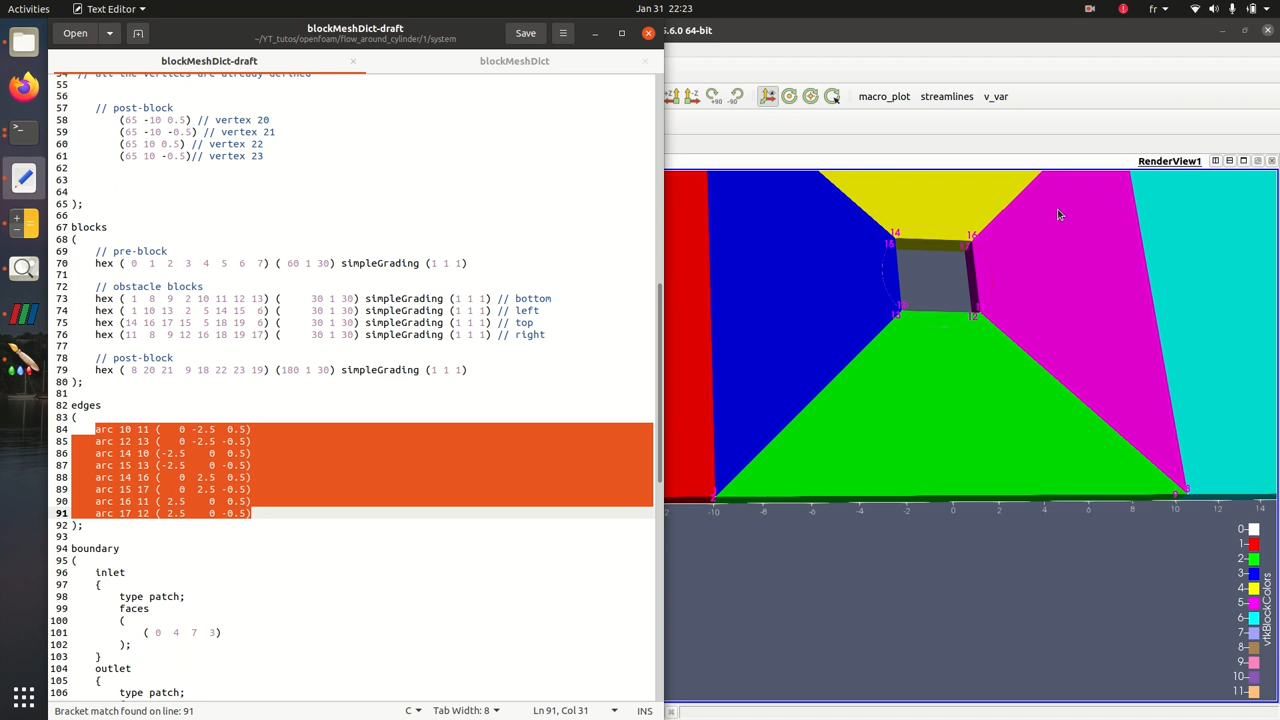 Activities
Text Editor
Jan 31 22:23
fr
Open
blockMeshDict-draft
~/YT_tutos/openfoam/flow_around_cylinder/1/system
Save
5.6.0 64-bit
blockMeshDict-draft
blockMeshDict
54 // all the vertices are already defined
55
56
57 // post-block
58 (65 -10 0.5) // vertex 20
59 (65 -10 -0.5) // vertex 21
60 (65 10 0.5) // vertex 22
61 (65 10 -0.5)// vertex 23
62
63
64
65 );
66
67 blocks
68 (
69 // pre-block
70 hex ( 0 1 2 3 4 5 6 7) ( 60 1 30) simpleGrading (1 1 1)
71
72 // obstacle blocks
73 hex ( 1 8 9 2 10 11 12 13) ( 30 1 30) simpleGrading (1 1 1) // bottom
74 hex ( 1 10 13 2 5 14 15 6) ( 30 1 30) simpleGrading (1 1 1) // left
75 hex (14 16 17 15 5 18 19 6) ( 30 1 30) simpleGrading (1 1 1) // top
76 hex (11 8 9 12 16 18 19 17) ( 30 1 30) simpleGrading (1 1 1) // right
77
78 // post-block
79 hex ( 8 20 21 9 18 22 23 19) (180 1 30) simpleGrading (1 1 1)
80 );
81
82 edges
83 (
84 arc 10 11 ( 0 -2.5 0.5)
85 arc 12 13 ( 0 -2.5 -0.5)
86 arc 14 10 (-2.5 0 0.5)
87 arc 15 13 (-2.5 0 -0.5)
88 arc 14 16 ( 0 2.5 0.5)
89 arc 15 17 ( 0 2.5 -0.5)
90 arc 16 11 ( 2.5 0 0.5)
91 arc 17 12 ( 2.5 0 -0.5)
92 );
93
94 boundary
95 (
96 inlet
97 {
98 type patch;
99 faces
100 (
101 ( 0 4 7 3)
102 );
103 }
104 outlet
105 {
106 type patch;
Bracket match found on line: 91
C
Tab Width: 8
Ln 91, Col 31
INS
+Z
-Z
+90
-90
macro_plot
streamlines
v_var
RenderView1
14
16
15
17
13
12
-10
-8
-6
-4
-2
0
2
4
6
8
10
12
14
0
1
2
3
4
5
6
7
8
9
10
11
vtkBlockColors